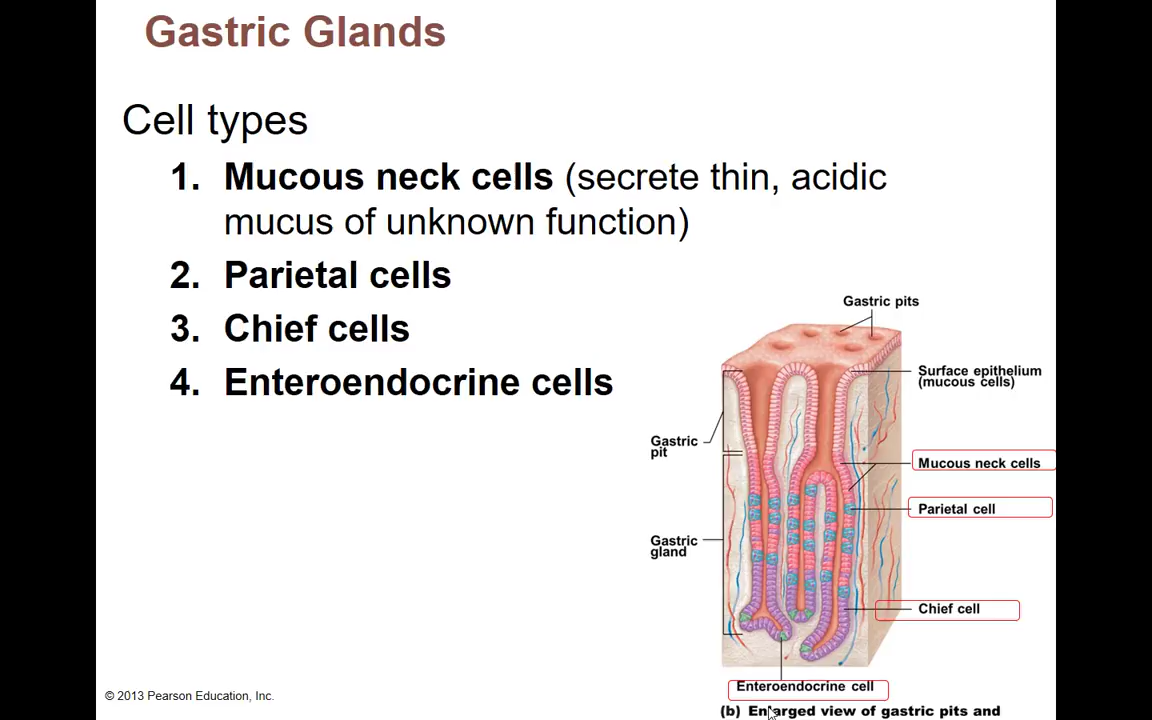 Gastric Glands
Cell types
1. Mucous neck cells (secrete thin, acidic
mucus of unknown function)
2. Parietal cells
3. Chief cells
4. Enteroendocrine cells
Gastric pits
Surface epithelium
(mucous cells)
Gastric
pit
Mucous neck cells
Parietal cell
Gastric
gland
Chief cell
Enteroendocrine cell
© 2013 Pearson Education, Inc.
(b) Enlarged view of gastric pits and